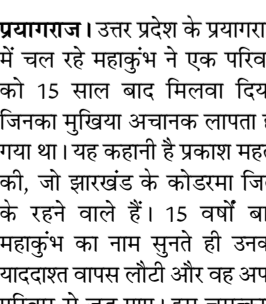 प्रयागराज। उत्तर प्रदेश के प्रयागरा
में चल रहे महाकुंभ ने एक परिव
को 15 साल बाद मिलवा दिय
जिनका मुखिया अचानक लापता ह
गया था। यह कहानी है प्रकाश मह
की, जो झारखंड के कोडरमा जि
के रहने वाले हैं। 15 वर्षों बा
महाकुंभ का नाम सुनते ही उन
याददाश्त वापस लौटी और वह अप